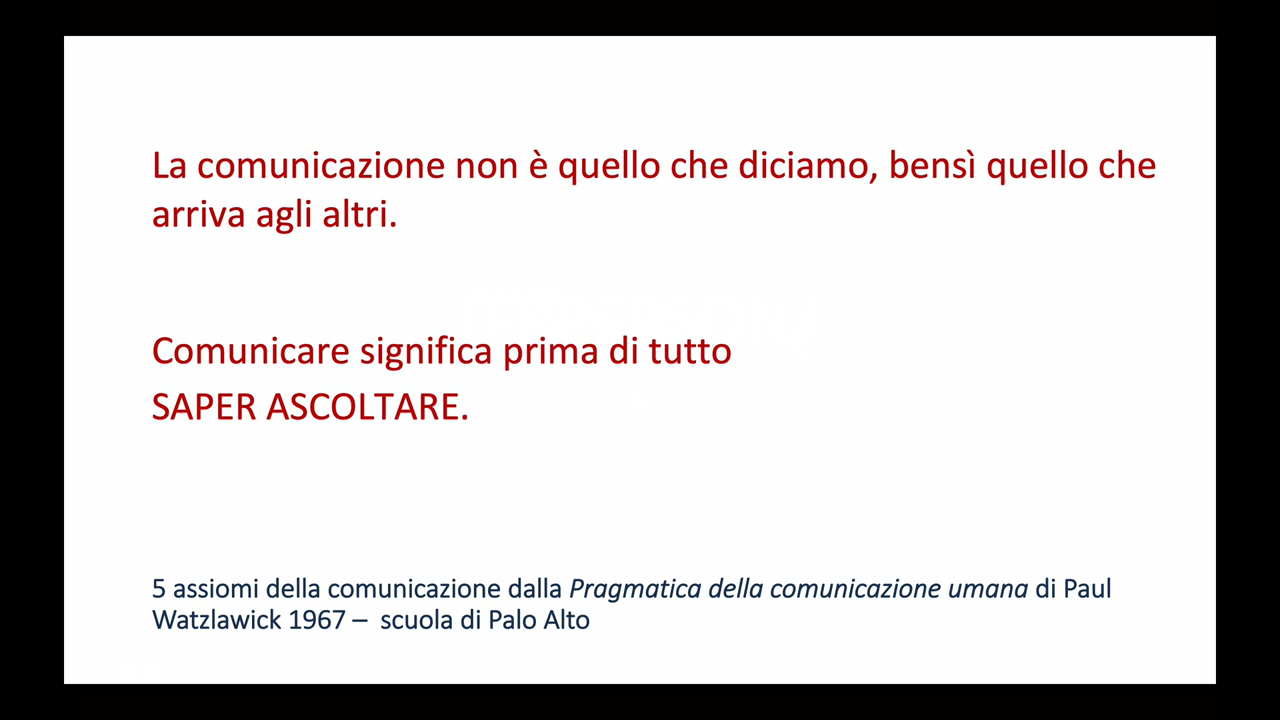 La comunicazione non è quello che diciamo, bensì quello che
arriva agli altri.
Comunicare significa prima di tutto
SAPER ASCOLTARE.
5 assiomi della comunicazione dalla Pragmatica della comunicazione umana di Paul
Watzlawick 1967 – scuola di Palo Alto